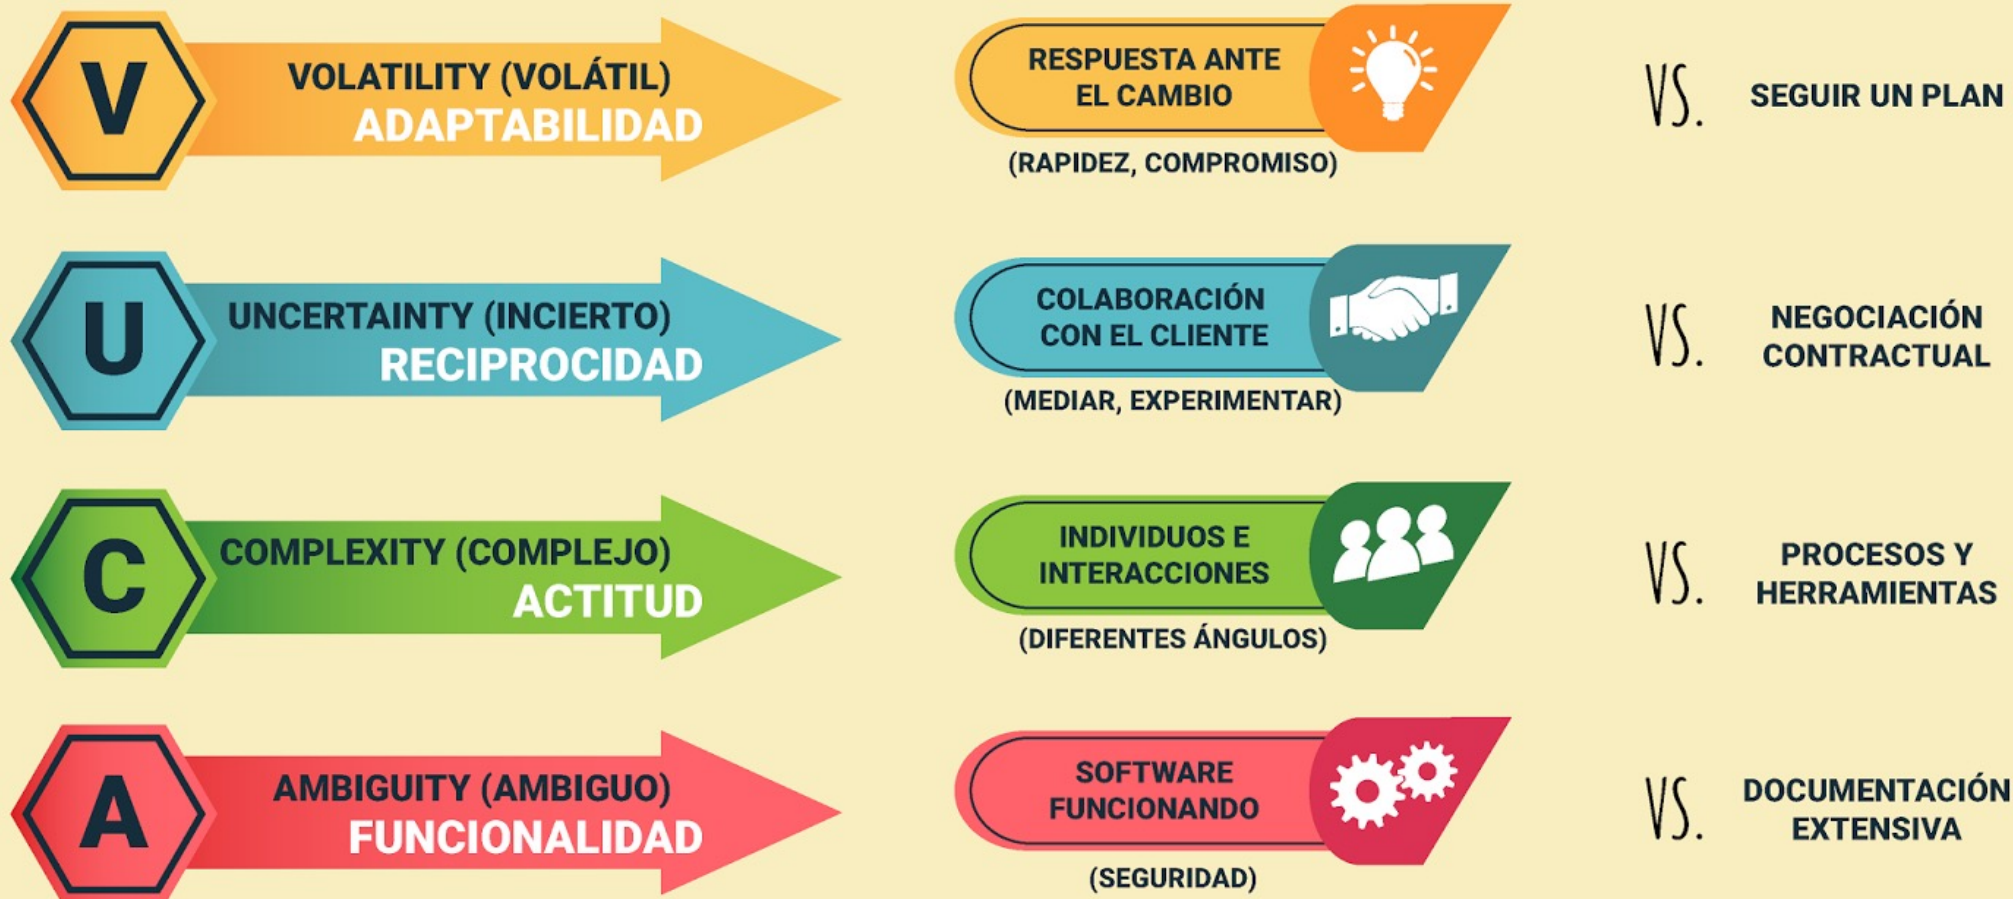 V
VOLATILITY (VOLÁTIL)
ADAPTABILIDAD
RESPUESTA ANTE
EL CAMBIO
(RAPIDEZ, COMPROMISO)
VS.
SEGUIR UN PLAN
U
UNCERTAINTY (INCIERTO)
RECIPROCIDAD
COLABORACIÓN
CON EL CLIENTE
(MEDIAR, EXPERIMENTAR)
VS.
NEGOCIACIÓN
CONTRACTUAL
C
COMPLEXITY (COMPLEJO)
ACTITUD
INDIVIDUOS E
INTERACCIONES
(DIFERENTES ÁNGULOS)
VS.
PROCESOS Y
HERRAMIENTAS
A
AMBIGUITY (AMBIGUO)
FUNCIONALIDAD
SOFTWARE
FUNCIONANDO
(SEGURIDAD)
VS.
DOCUMENTACIÓN
EXTENSIVA